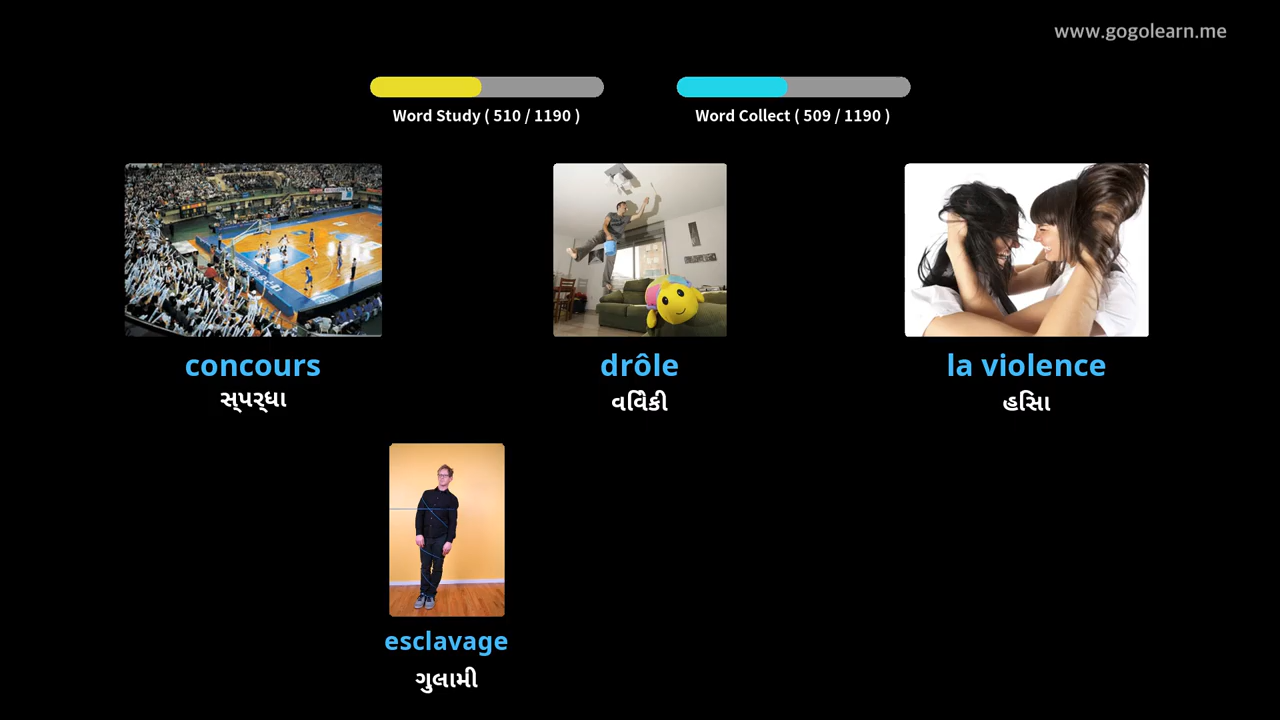 www.gogolearn.me
Word Study ( 510 / 1190 )
Word Collect ( 509 / 1190 )
concours
drôle
la violence
સ્પર્ધા
વિવેકી
હિંસા
esclavage
ગુલામી